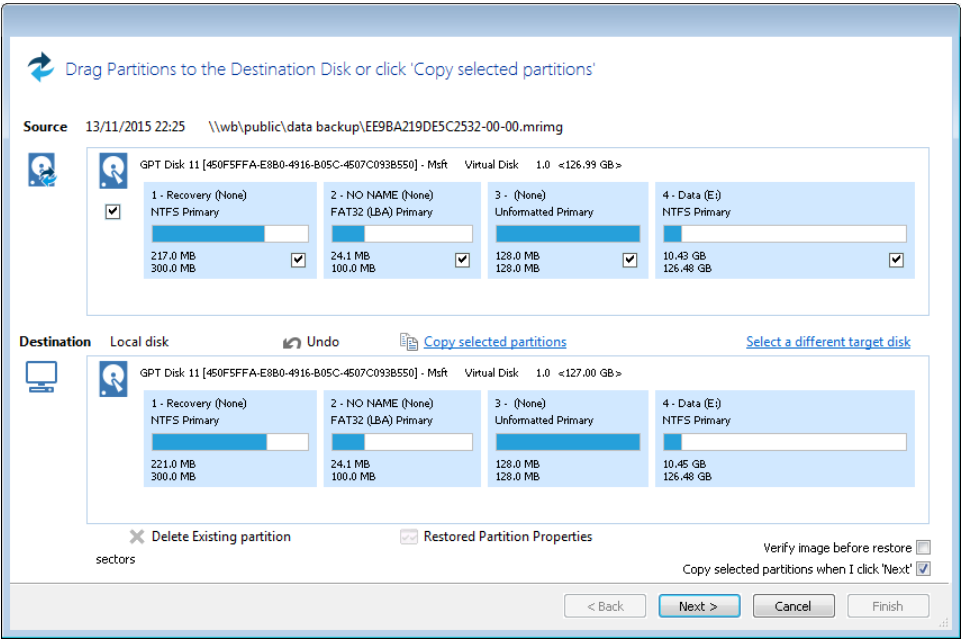 Drag Partitions to the Destination Disk or click 'Copy selected partitions'
Source 13/11/2015 22:25 \\wb\public\data backup\EE9BA219DE5C2532-00-00.mrimg
GPT Disk 11 [450F5FFA-E8B0-4916-B05C-4507C093B550] - Msft Virtual Disk 1.0 <126.99 GB>
1 - Recovery (None)
NTFS Primary
217.0 MB
300.0 MB
2 - NO NAME (None)
FAT32 (LBA) Primary
24.1 MB
100.0 MB
3 - (None)
Unformatted Primary
128.0 MB
128.0 MB
4 - Data (E:)
NTFS Primary
10.43 GB
126.48 GB
Destination Local disk Undo Copy selected partitions Select a different target disk
GPT Disk 11 [450F5FFA-E8B0-4916-B05C-4507C093B550] - Msft Virtual Disk 1.0 <127.00 GB>
1 - Recovery (None)
NTFS Primary
221.0 MB
300.0 MB
2 - NO NAME (None)
FAT32 (LBA) Primary
24.1 MB
100.0 MB
3 - (None)
Unformatted Primary
128.0 MB
128.0 MB
4 - Data (E:)
NTFS Primary
10.45 GB
126.48 GB
Delete Existing partition Restored Partition Properties
sectors
Verify image before restore
Copy selected partitions when I click 'Next'
< Back Next > Cancel Finish